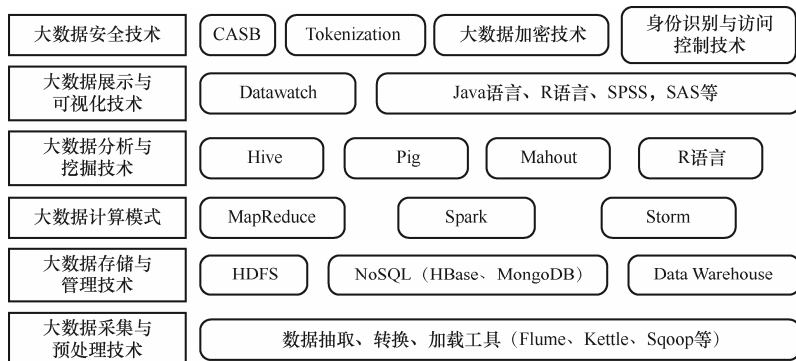 大数据安全技术
CASB
Tokenization
大数据加密技术
身份识别与访问
控制技术
大数据展示与
可视化技术
Datawatch
Java语言、R语言、SPSS，SAS等
大数据分析与
挖掘技术
Hive
Pig
Mahout
R语言
大数据计算模式
MapReduce
Spark
Storm
大数据存储与
管理技术
HDFS
NoSQL（HBase、MongoDB）
Data Warehouse
大数据采集与
预处理技术
数据抽取、转换、加载工具（Flume、Kettle、Sqoop等）